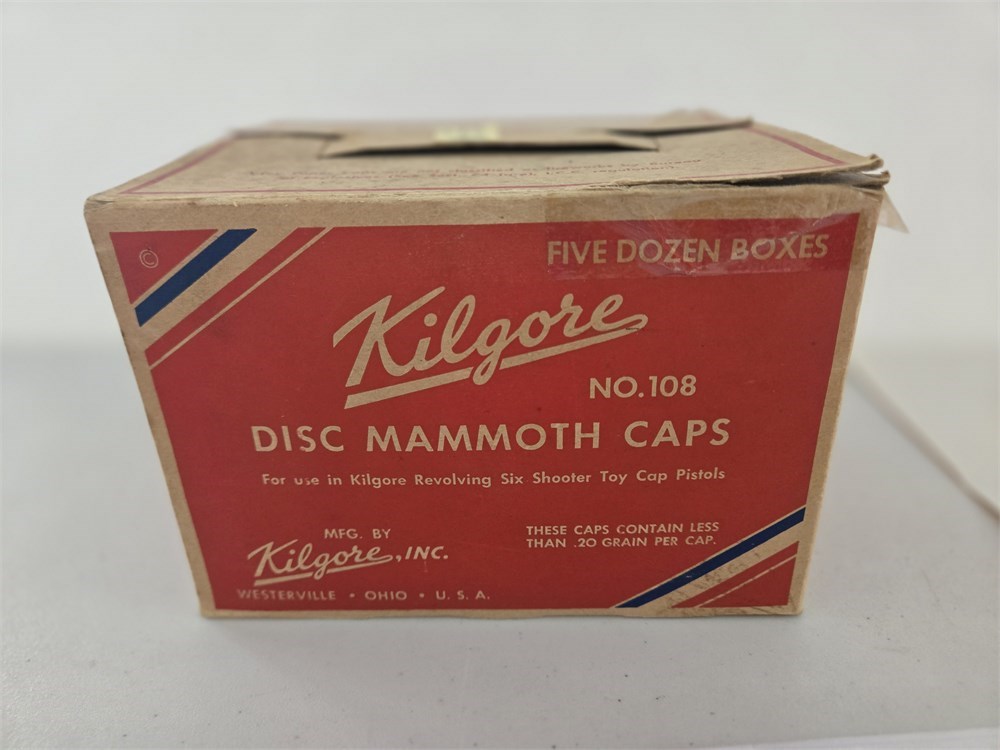 ©
FIVE DOZEN BOXES
Kilgore
NO.108
DISC MAMMOTH CAPS
For use in Kilgore Revolving Six Shooter Toy Cap Pistols
MFG. BY
Kilgore, INC.
WESTERVILLE • OHIO • U. S. A.
THESE CAPS CONTAIN LESS
THAN .20 GRAIN PER CAP.